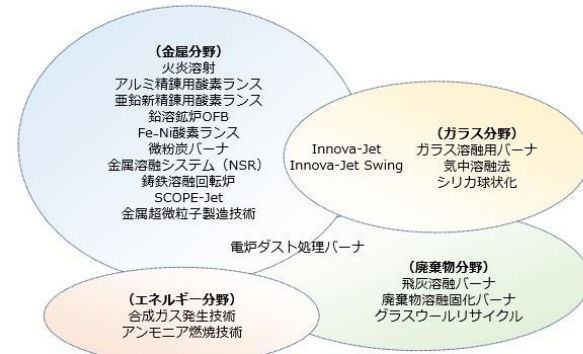 (金属分野)
火炎溶射
アルミ精錬用酸素ランス
亜鉛新精錬用酸素ランス
鉛溶鉱炉OFB
Fe-Ni酸素ランス
微粉炭バーナ
金属溶融システム（NSR）
鋳鉄溶融回転炉
SCOPE-Jet
金属超微粒子製造技術
Innova-Jet
Innova-Jet Swing
(ガラス分野)
ガラス溶融用バーナ
気中溶融法
シリカ球状化
電炉ダスト処理バーナ
(廃棄物分野)
飛灰溶融バーナ
廃棄物溶融固化バーナ
グラスウールリサイクル
(エネルギー分野)
合成ガス発生技術
アンモニア燃焼技術